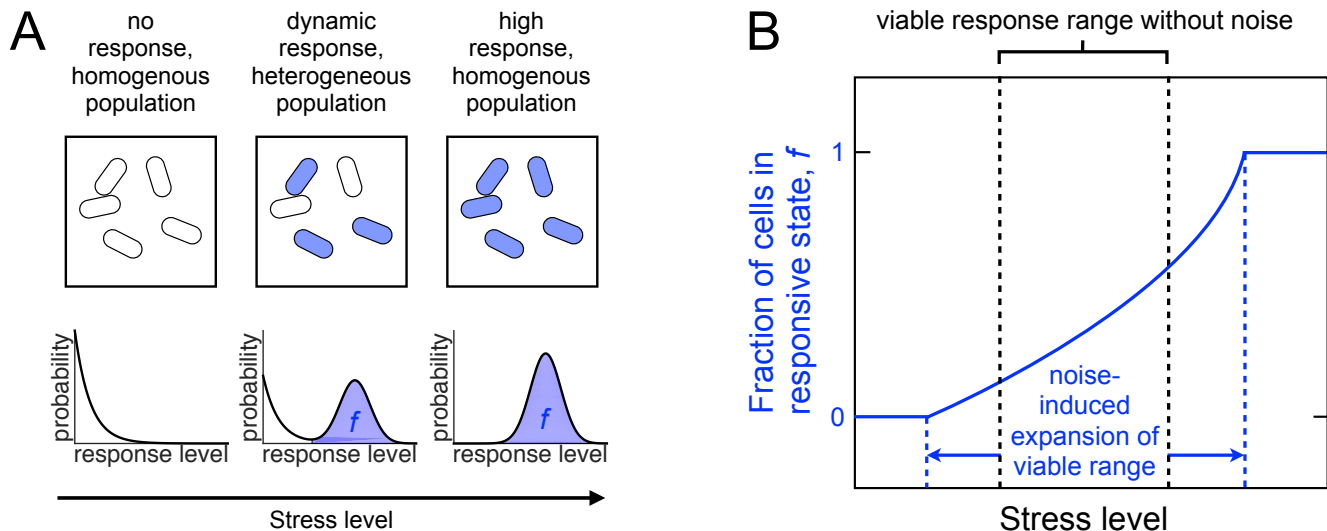 A
no
response,
homogenous
population
dynamic
response,
heterogeneous
population
high
response,
homogenous
population
probability
response level
probability
f
response level
probability
f
response level
Stress level
B
viable response range without noise
Fraction of cells in
responsive state, f
1
0
noise-
induced
expansion of
viable range
Stress level